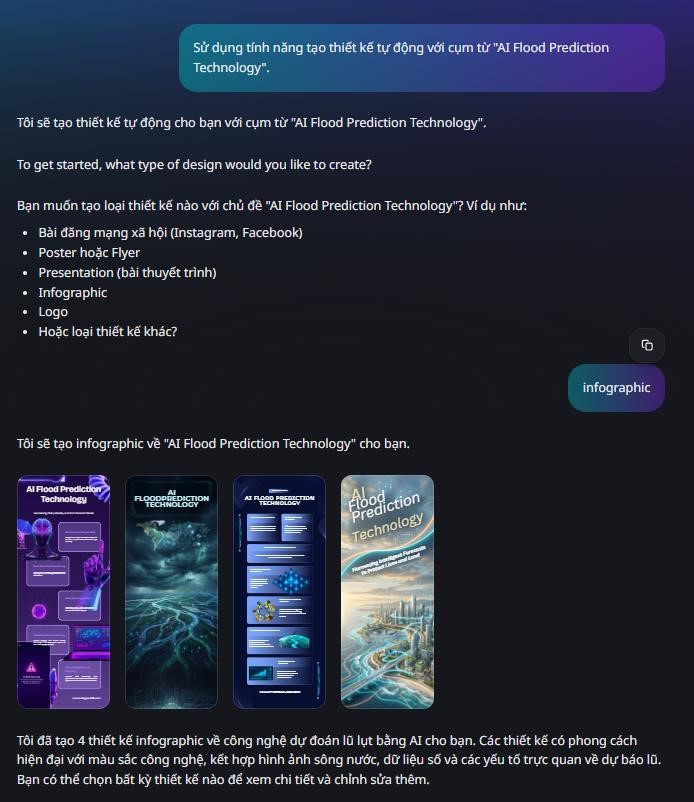 Sử dụng tính năng tạo thiết kế tự động với cụm từ "AI Flood Prediction
Technology".
Tôi sẽ tạo thiết kế tự động cho bạn với cụm từ "AI Flood Prediction Technology".
To get started, what type of design would you like to create?
Bạn muốn tạo loại thiết kế nào với chủ đề "AI Flood Prediction Technology"? Ví dụ như:
Bài đăng mạng xã hội (Instagram, Facebook)
Poster hoặc Flyer
Presentation (bài thuyết trình)
Infographic
Logo
Hoặc loại thiết kế khác?
infographic
Tôi sẽ tạo infographic về "AI Flood Prediction Technology" cho bạn.
AI Flood Prediction
Technology
AI
FLOODPREDICTION
TECHNOLOGY
AI FLOOD PREDICTION
TECHNOLOGY
AI
Flood
Prediction
Technology
Harnessing Intelligent Forecasts
to Protect Lives and Land
Tôi đã tạo 4 thiết kế infographic về công nghệ dự đoán lũ lụt bằng AI cho bạn. Các thiết kế có phong cách
hiện đại với màu sắc công nghệ, kết hợp hình ảnh sông nước, dữ liệu số và các yếu tố trực quan về dự báo lũ.
Bạn có thể chọn bất kỳ thiết kế nào để xem chi tiết và chỉnh sửa thêm.